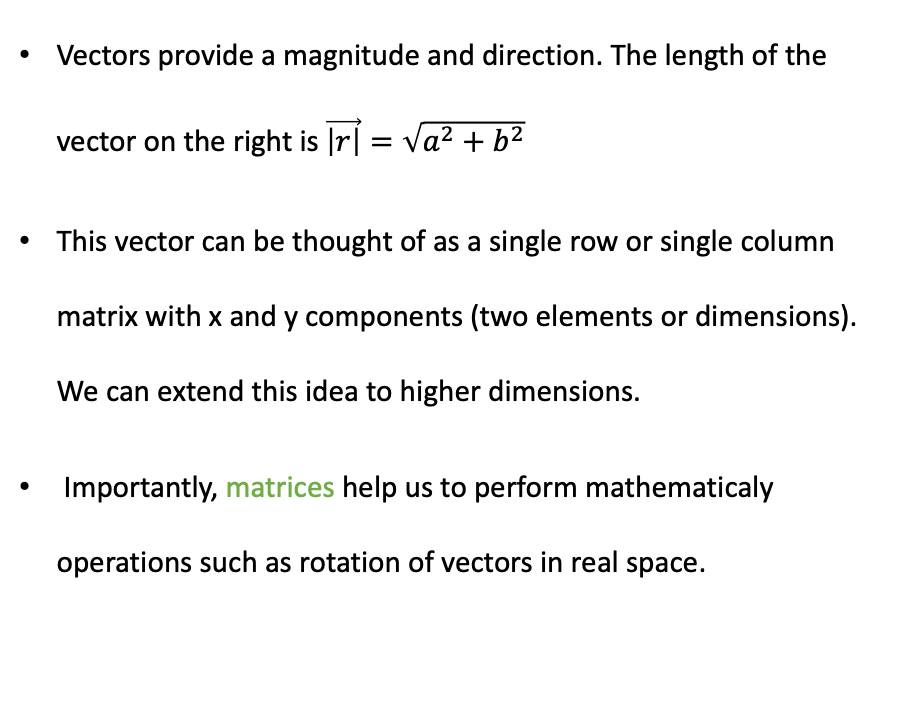 • Vectors provide a magnitude and direction. The length of the
vector on the right is $\overrightarrow{|r|} = \sqrt{a^2 + b^2}$
• This vector can be thought of as a single row or single column
matrix with x and y components (two elements or dimensions).
We can extend this idea to higher dimensions.
• Importantly, matrices help us to perform mathematicaly
operations such as rotation of vectors in real space.